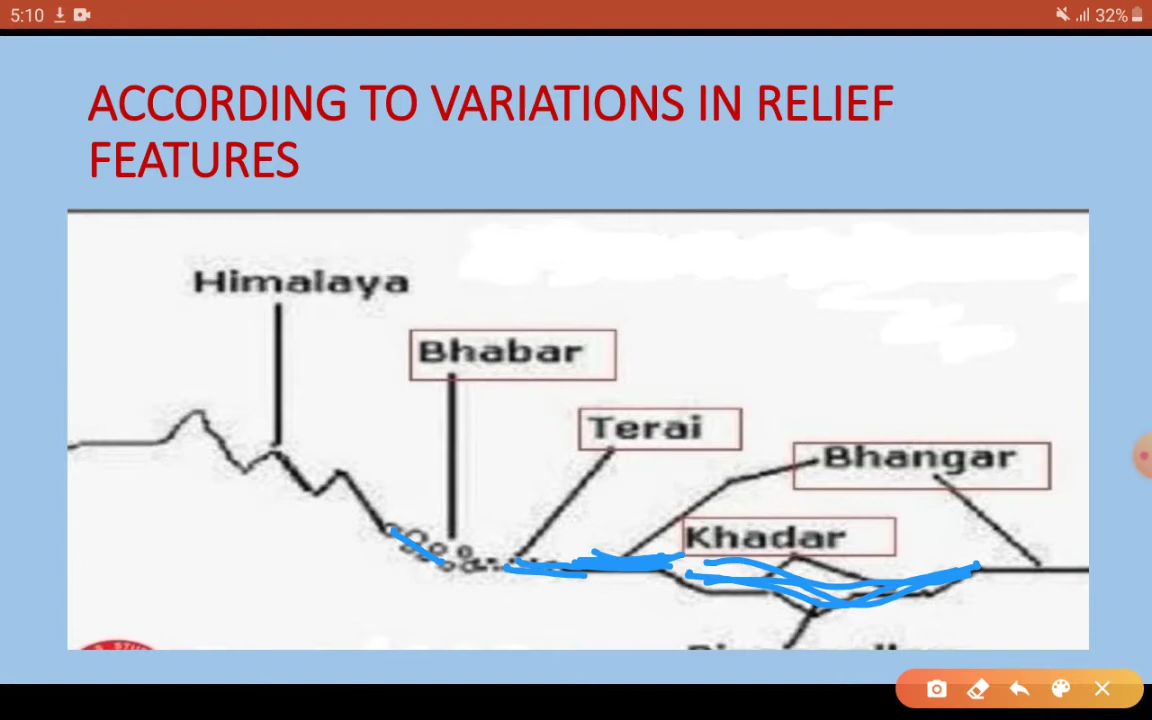 5:10
32%
ACCORDING TO VARIATIONS IN RELIEF
FEATURES
Himalaya
Bhabar
Terai
Bhangar
Khadar